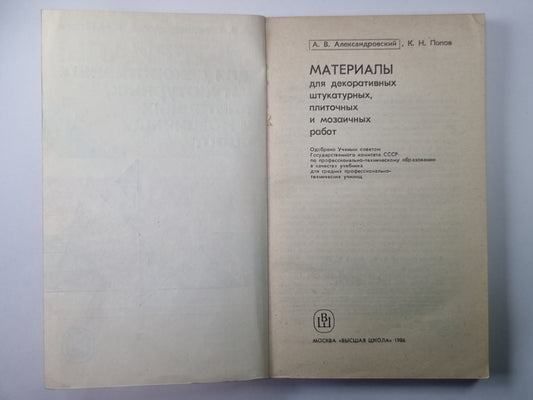 А. В. Александровский, К. Н. Попов
МАТЕРИАЛЫ
для декоративных
штукатурных,
плиточных
и мозаичных
работ
Одобрено Ученым советом
Государственного комитета СССР
по профессионально-техническому образованию
в качестве учебника
для средних профессионально-
технических училищ
ВШ
МОСКВА «ВЫСШАЯ ШКОЛА» 1986